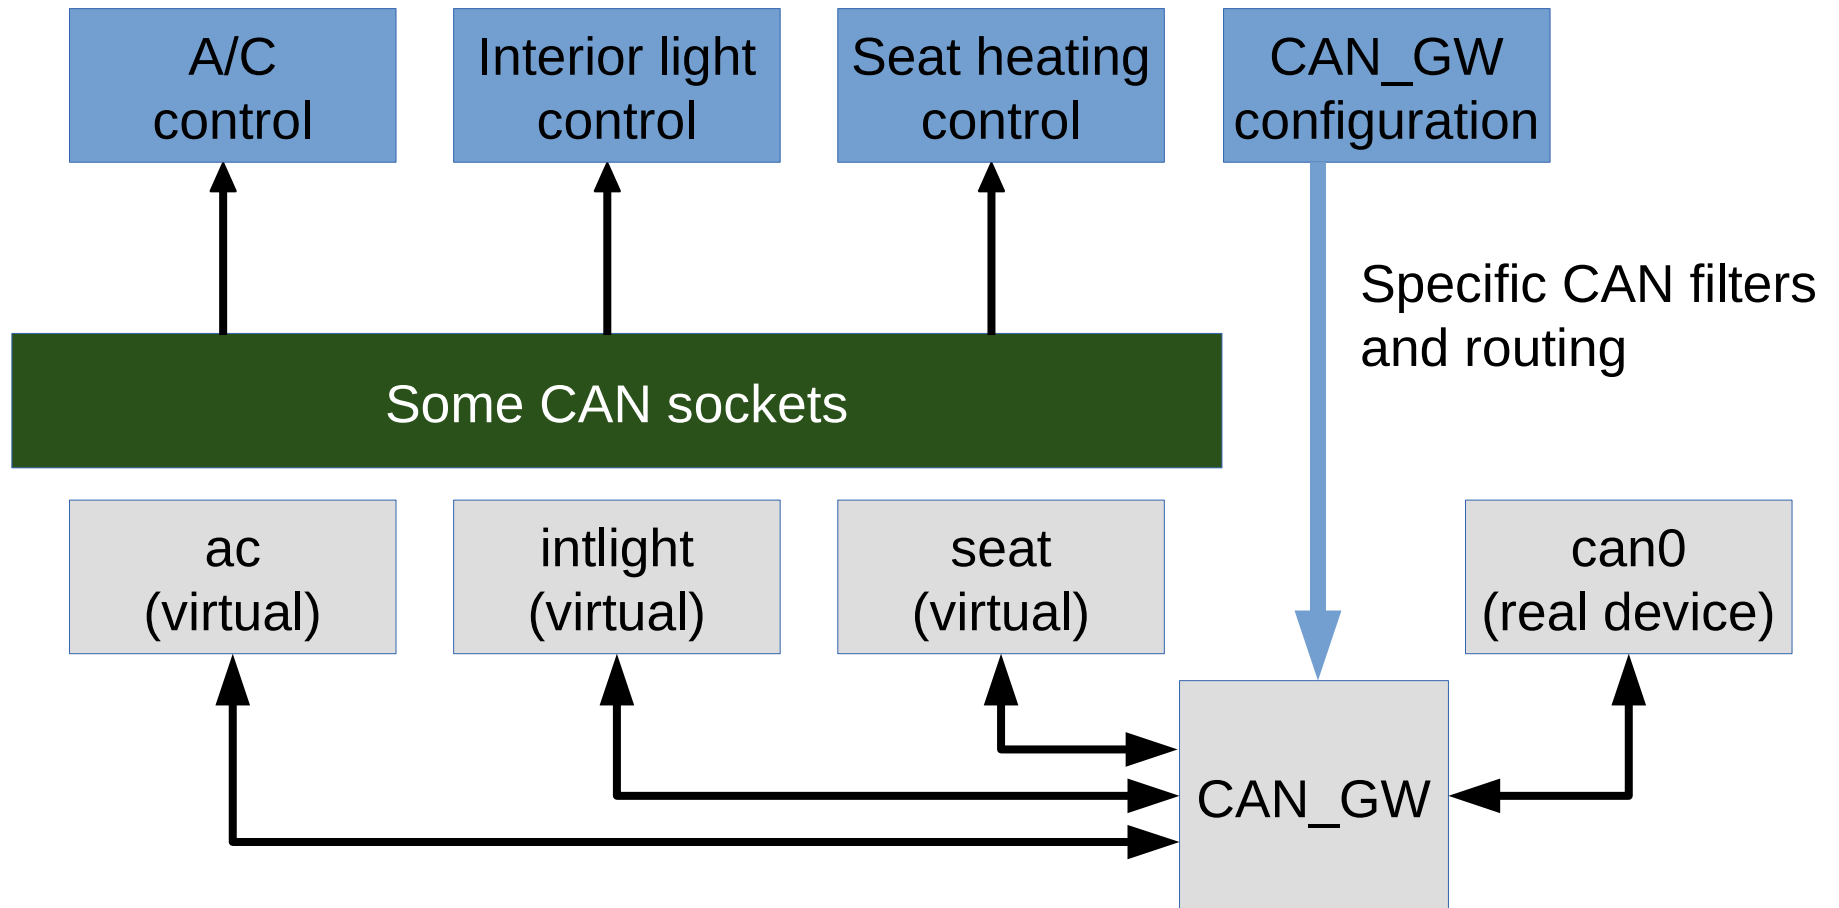 A/C
control
Interior light
control
Seat heating
control
CAN_GW
configuration
Specific CAN filters
and routing
Some CAN sockets
ac
(virtual)
intlight
(virtual)
seat
(virtual)
can0
(real device)
CAN_GW